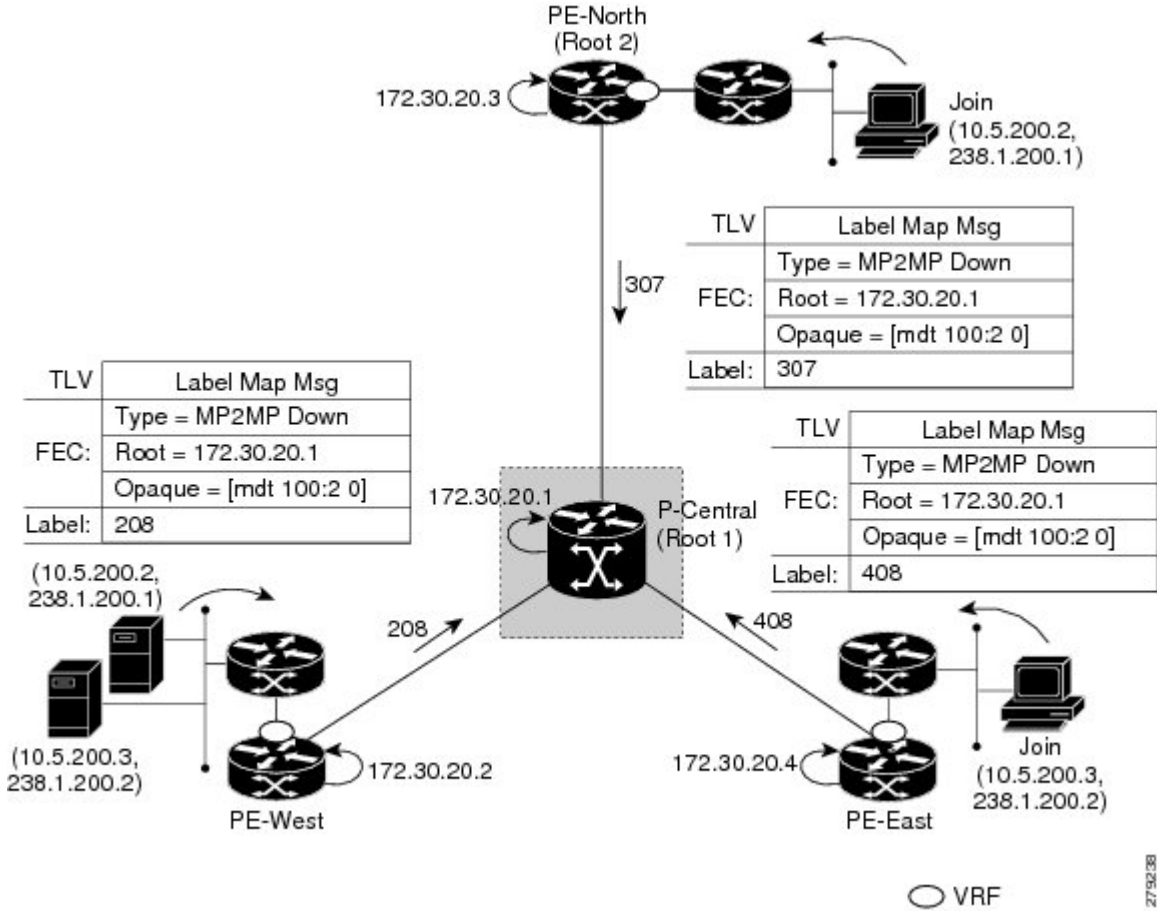 PE-North
(Root 2)
172.30.20.3
Join
(10.5.200.2,
238.1.200.1)
TLV Label Map Msg
Type = MP2MP Down
FEC: Root = 172.30.20.1
Opaque = [mdt 100:2 0]
Label: 307
307
TLV Label Map Msg
Type = MP2MP Down
FEC: Root = 172.30.20.1
Opaque = [mdt 100:2 0]
Label: 208
TLV Label Map Msg
Type = MP2MP Down
FEC: Root = 172.30.20.1
Opaque = [mdt 100:2 0]
Label: 408
172.30.20.1
P-Central
(Root 1)
(10.5.200.2,
238.1.200.1)
208
408
(10.5.200.3,
238.1.200.2)
172.30.20.2
PE-West
172.30.20.4
PE-East
Join
(10.5.200.3,
238.1.200.2)
VRF
279238